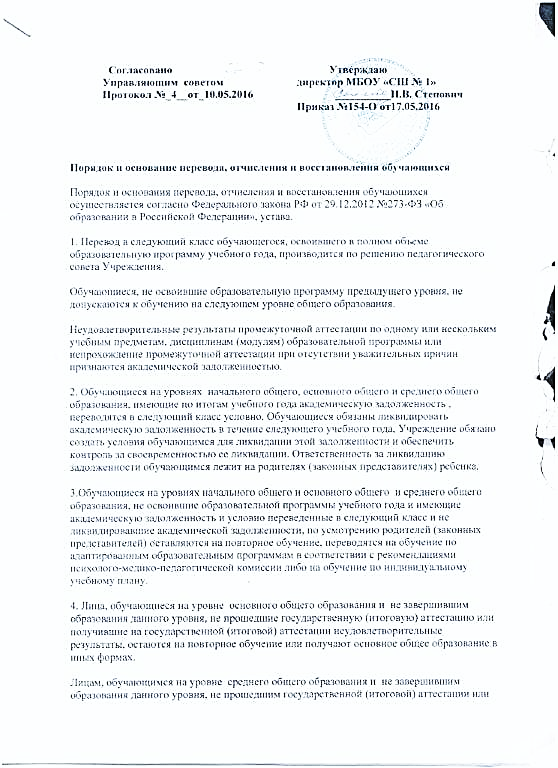 Согласовано Утверждаю
Управляющим советом директор МБОУ «СШ № 1»
Протокол №_4__от_10.05.2016 __________Н.В. Степович
Приказ №154-О от17.05.2016
Порядок и основание перевода, отчисления и восстановления обучающихся
Порядок и основания перевода, отчисления и восстановления обучающихся
осуществляется согласно Федерального закона РФ от 29.12.2012 №273-ФЗ «Об
образовании в Российской Федерации», устава.
1. Перевод в следующий класс обучающегося, освоившего в полном объеме
образовательную программу учебного года, производится по решению педагогического
совета Учреждения.
Обучающиеся, не освоившие образовательную программу предыдущего уровня, не
допускаются к обучению на следующем уровне общего образования.
Неудовлетворительные результаты промежуточной аттестации по одному или нескольким
учебным предметам, дисциплинам (модулям) образовательной программы или
непрохождение промежуточной аттестации при отсутствии уважительных причин
признаются академической задолженностью.
2. Обучающиеся на уровнях начального общего, основного общего и среднего общего
образования, имеющие по итогам учебного года академическую задолженность ,
переводятся в следующий класс условно. Обучающиеся обязаны ликвидировать
академическую задолженность в течение следующего учебного года. Учреждение обязано
создать условия обучающимся для ликвидации этой задолженности и обеспечить
контроль за своевременностью ее ликвидации. Ответственность за ликвидацию
задолженности обучающимся лежит на родителях (законных представителях) ребенка.
3.Обучающиеся на уровнях начального общего и основного общего и среднего общего
образования, не освоившие образовательной программы учебного года и имеющие
академическую задолженность и условно переведенные в следующий класс и не
ликвидировавшие академической задолженности, по усмотрению родителей (законных
представителей) оставляются на повторное обучение, переводятся на обучение по
адаптированным образовательным программам в соответствии с рекомендациями
психолого-медико-педагогической комиссии либо на обучение по индивидуальному
учебному плану.
4. Лица, обучающиеся на уровне основного общего образования и не завершившим
образования данного уровня, не прошедшие государственную (итоговую) аттестацию или
получившие на государственной (итоговой) аттестации неудовлетворительные
результаты, остаются на повторное обучение или получают основное общее образование в
иных формах.
Лицам, обучающимся на уровне среднего общего образования и не завершившим
образования данного уровня, не прошедшим государственной (итоговой) аттестации или